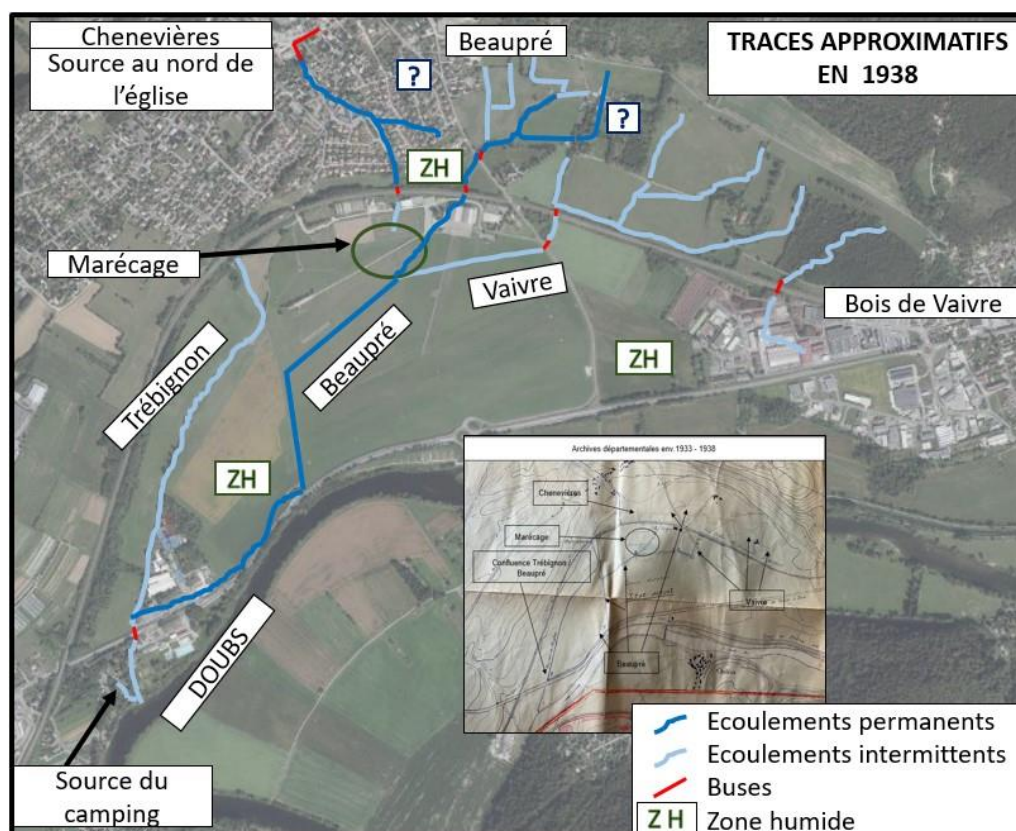 Chenevières
Source au nord de
l'église
Beaupré
TRACES APPROXIMATIFS
EN 1938
?
?
ZH
Marécage
Vaivre
Bois de Vaivre
Beaupré
Trébignon
ZH
ZH
DOUBS
Source du
camping
Archives départementales env.1933 - 1938
Chenevières
Marécage
Confluence Trébignon
Beaupré
Vaivre
Beaupré
Ecoulements permanents
Ecoulements intermittents
Buses
Z H Zone humide